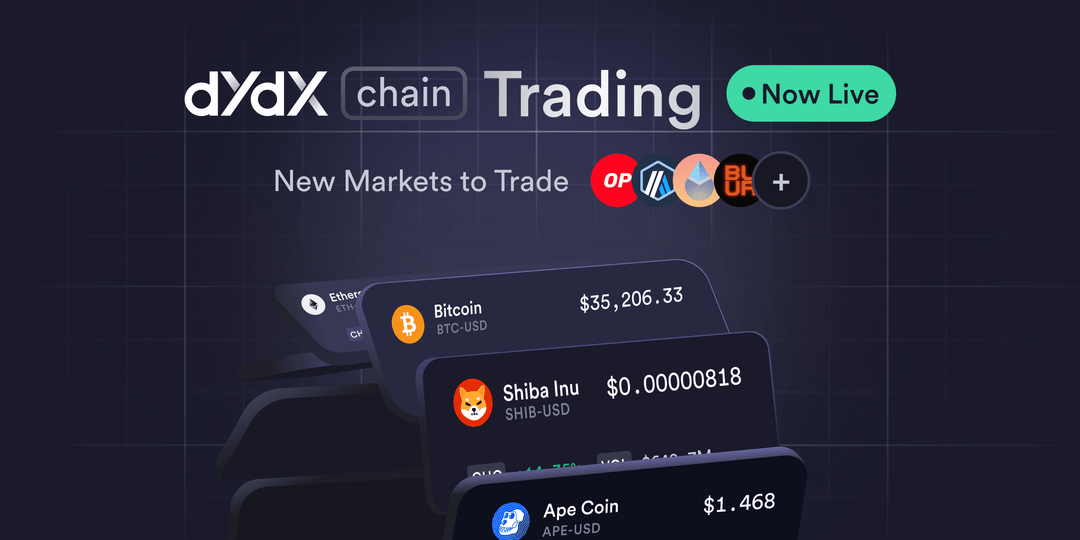 dYdX chain Trading Now Live
New Markets to Trade OP BLUR +
Bitcoin $35,206.33
BTC-USD
Shiba Inu $0.00000818
SHIB-USD
Ape Coin $1.468
APE-USD